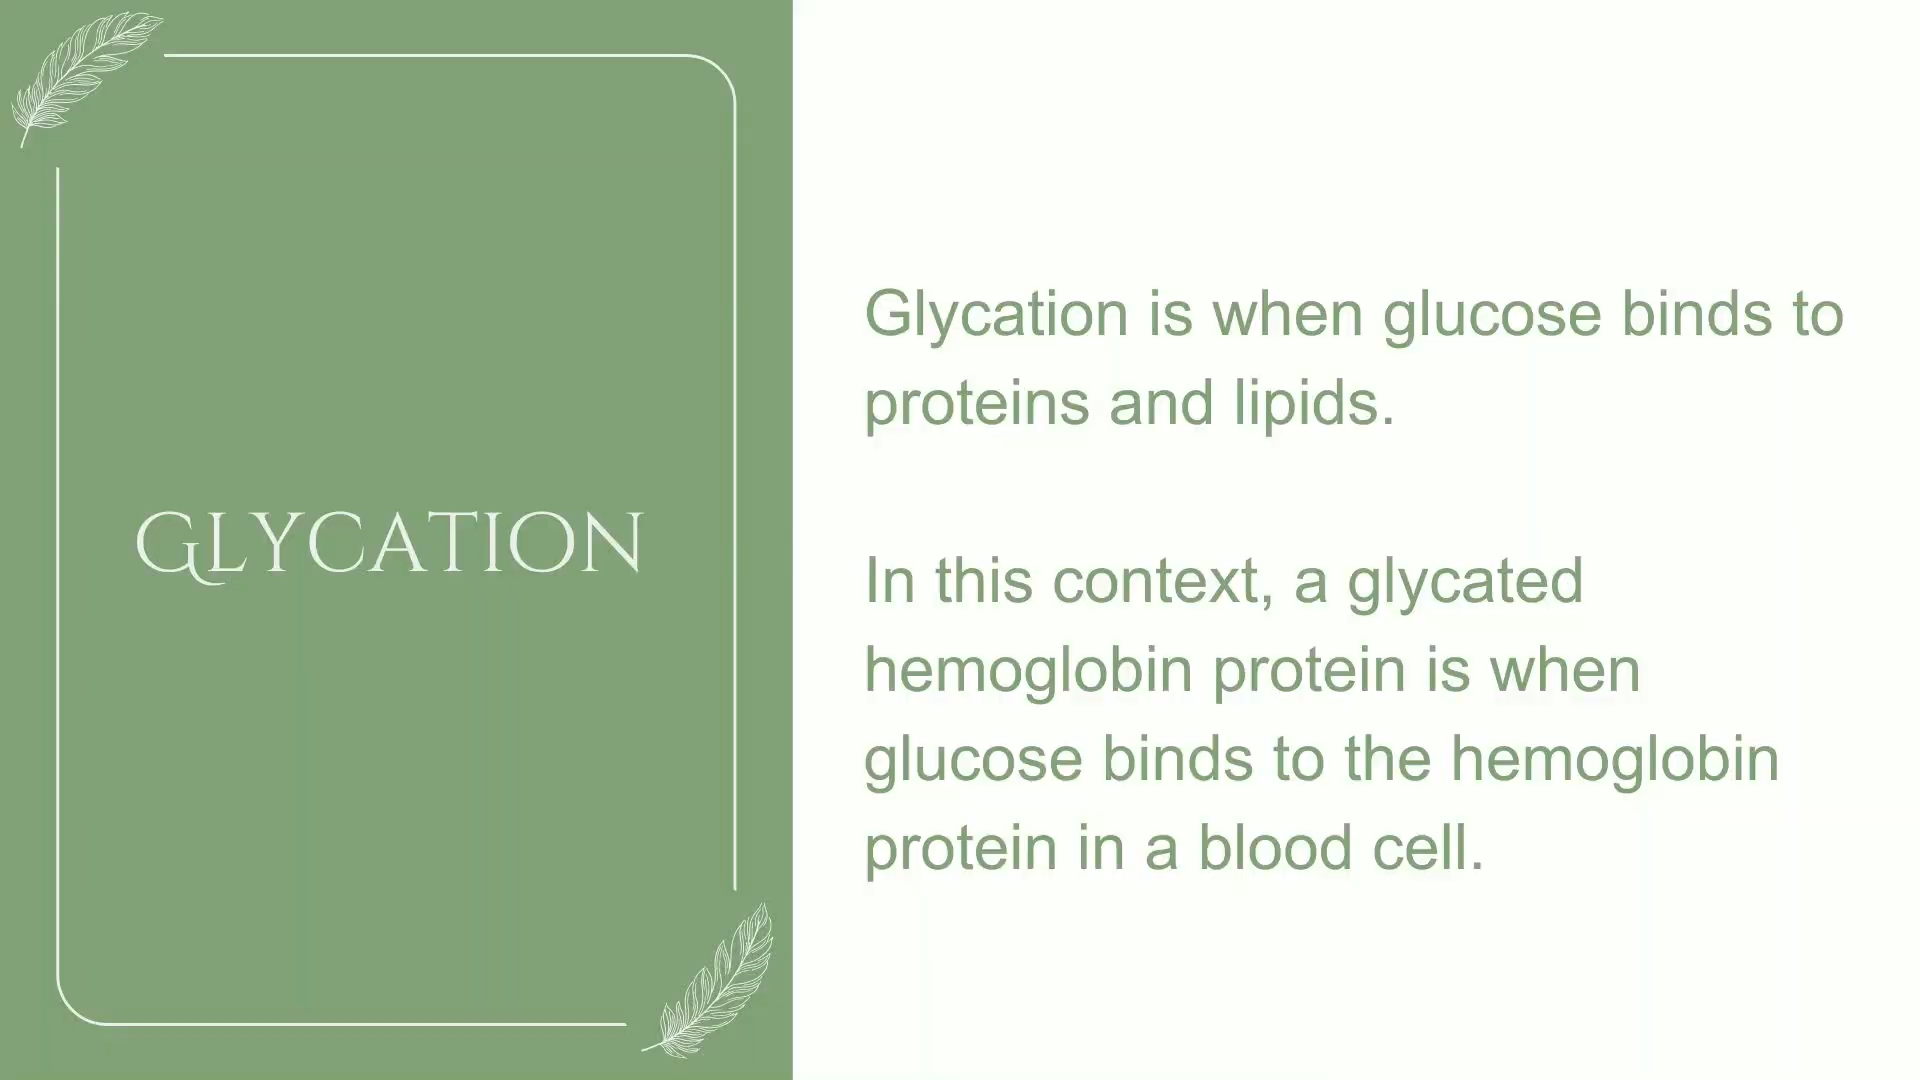 GLYCATION
Glycation is when glucose binds to
proteins and lipids.
In this context, a glycated
hemoglobin protein is when
glucose binds to the hemoglobin
protein in a blood cell.